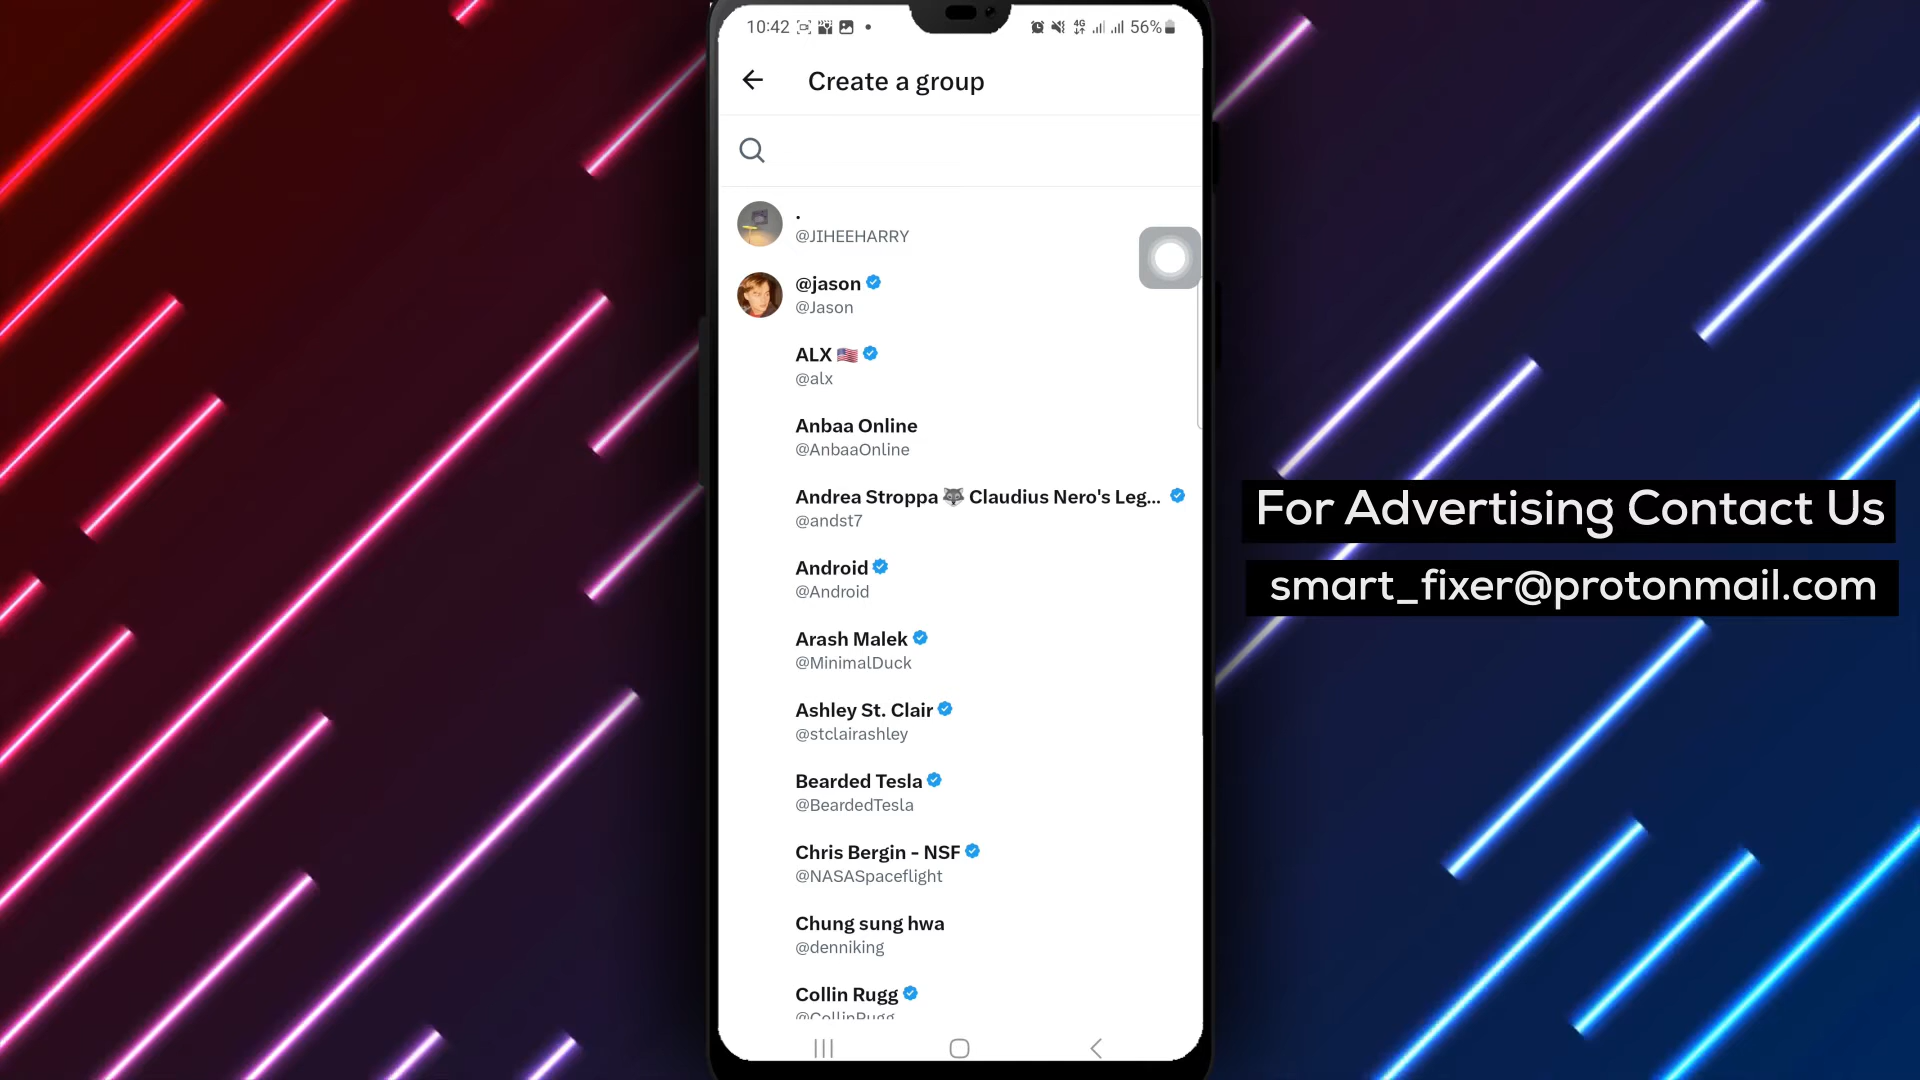 10:42
4G
56%
Create a group
.
@JIHEEHARRY
@jason
@Jason
ALX 🇺🇸
@alx
Anbaa Online
@AnbaaOnline
Andrea Stroppa 🐺 Claudius Nero's Leg...
@andst7
Android
@Android
Arash Malek
@MinimalDuck
Ashley St. Clair
@stclairashley
Bearded Tesla
@BeardedTesla
Chris Bergin - NSF
@NASASpaceflight
Chung sung hwa
@denniking
Collin Rugg
@CollinRugg
For Advertising Contact Us
smart_fixer@protonmail.com